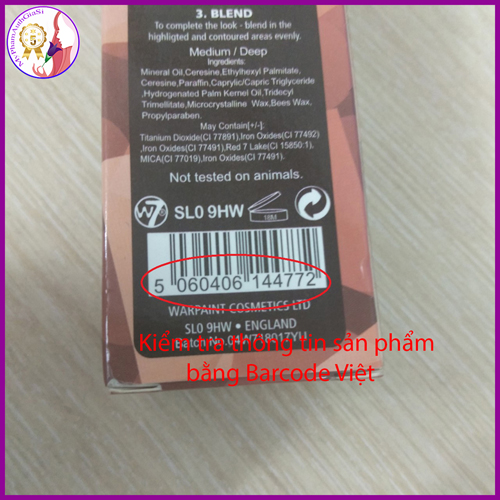 3. BLEND
To complete the look - blend in the
highligted and contoured areas evenly.
Medium / Deep
Ingredients:
Mineral Oil,Ceresine,Ethylhexyl Palmitate,
Ceresine,Paraffin,Caprylic/Capric Triglyceride
,Hydrogenated Palm Kernel Oil,Tridecyl
Trimellitate,Microcrystalline Wax,Bees Wax,
Propylparaben.
May Contain[+/-]:
Titanium Dioxide(CI 77891),Iron Oxides(CI 77492)
,Iron Oxides(CI 77491),Red 7 Lake(CI 15850:1),
MICA(CI 77019),Iron Oxides(CI 77491).
Not tested on animals.
W7 SL0 9HW
5 060406 144772
WARPAINT COSMETICS LTD
SL0 9HW • ENGLAND
Batch No.04W718017YU
Kiểm tra thông tin sản phẩm
bằng Barcode Việt